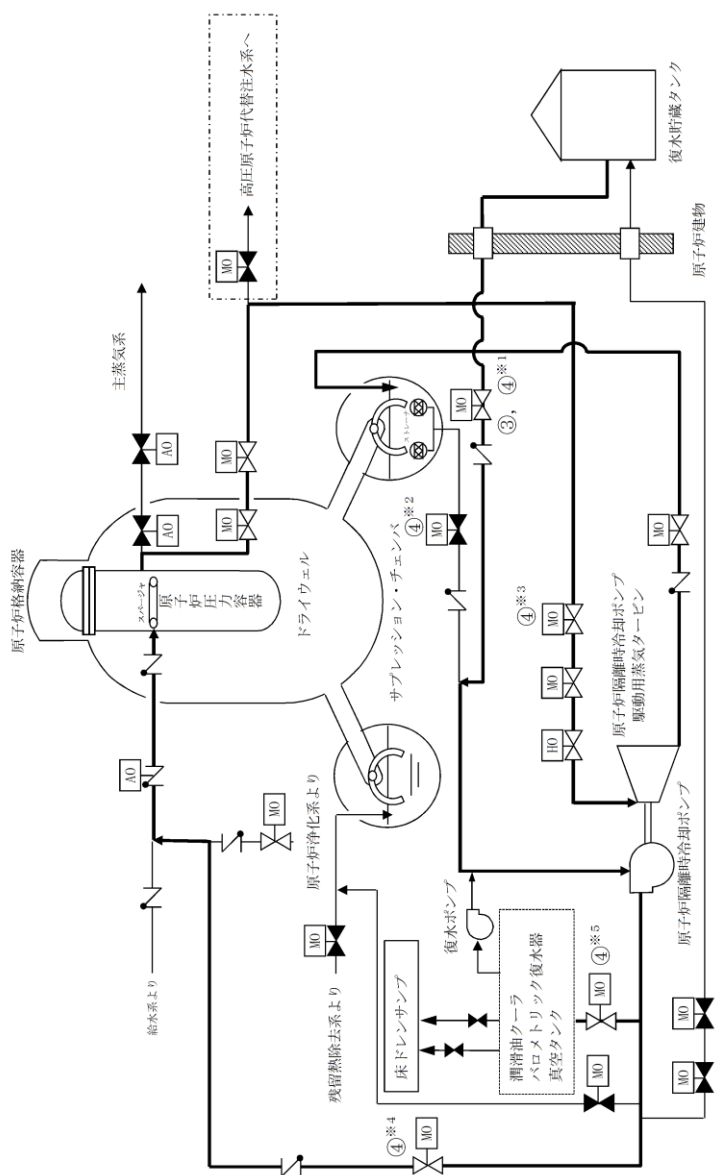 高圧原子炉代替注水系へ
主蒸気系
MO
復水貯蔵タンク
原子炉建物
AO
AO
MO
MO
原子炉格納容器
スパージャ
原子炉圧力容器
ドライウェル
サプレッション・チェンバ
ストレーナ
MO
③, ④※1
④※2
MO
④※3
MO
MO
HO
MO
原子炉隔離時冷却ポンプ
駆動用蒸気タービン
原子炉隔離時冷却ポンプ
AO
MO
給水系より
原子炉浄化系より
MO
残留熱除去系より
復水ポンプ
床ドレンサンプ
潤滑油クーラ
バロメトリック復水器
真空タンク
④※5
MO
MO
④※4
MO
MO
MO